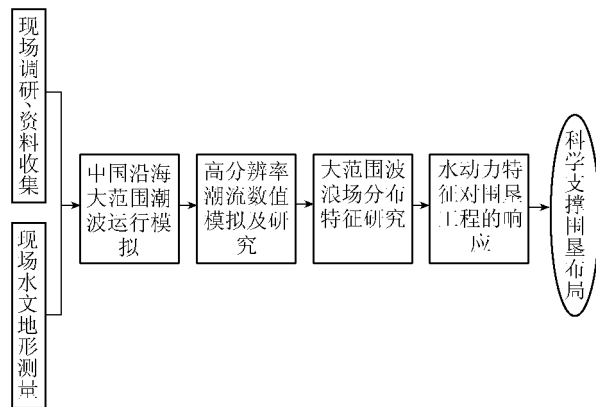 现场调研、资料收集
现场水文地形测量
中国沿海
大范围潮
波运行模
拟
高分辨率
潮流数值
模拟及研
究
大范围波
浪场分布
特征研究
水动力特
征对围垦
工程的响
应
科学支撑围垦布局